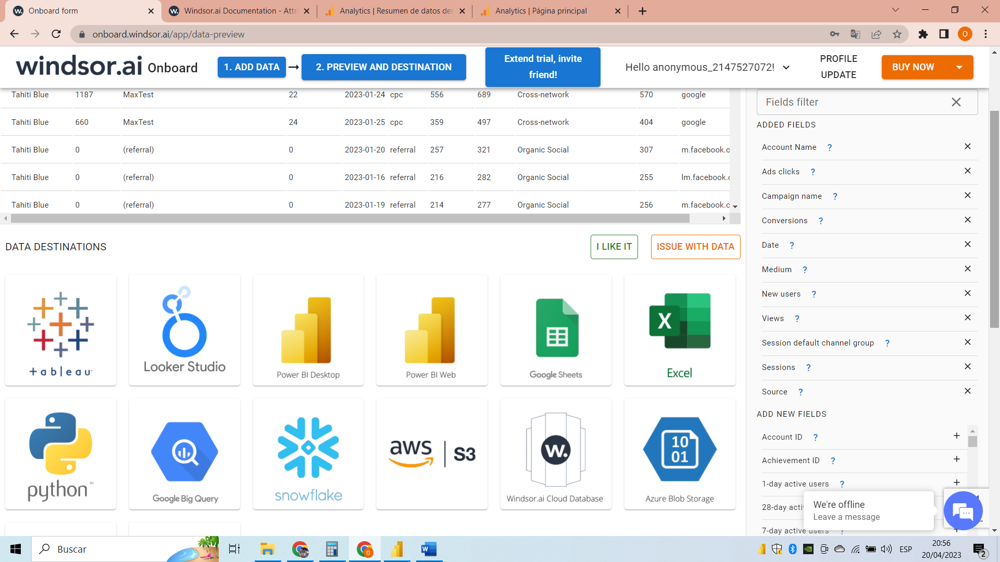 Onboard form
Windsor.ai Documentation - Attri
Analytics | Resumen de datos de
Analytics | Página principal
onboard.windsor.ai/app/data-preview
O
windsor.ai Onboard
1. ADD DATA
2. PREVIEW AND DESTINATION
Extend trial, invite
friend!
Hello anonymous_2147527072!
PROFILE
UPDATE
BUY NOW
Tahiti Blue 1187 MaxTest 22 2023-01-24 cpc 556 689 Cross-network 570 google
Tahiti Blue 660 MaxTest 24 2023-01-25 cpc 359 497 Cross-network 404 google
Tahiti Blue 0 (referral) 0 2023-01-20 referral 257 321 Organic Social 307 m.facebook.c
Tahiti Blue 0 (referral) 0 2023-01-16 referral 216 282 Organic Social 255 lm.facebook.c
Tahiti Blue 0 (referral) 0 2023-01-19 referral 214 277 Organic Social 256 m.facebook.c
DATA DESTINATIONS
I LIKE IT
ISSUE WITH DATA
+ableau
Looker Studio
Power BI Desktop
Power BI Web
Google Sheets
X
Excel
python™
Google Big Query
snowflake
aws | S3
w.
Windsor.ai Cloud Database
10
01
Azure Blob Storage
Fields filter
ADDED FIELDS
Account Name ?
Ads clicks ?
Campaign name ?
Conversions ?
Date ?
Medium ?
New users ?
Views ?
Session default channel group ?
Sessions ?
Source ?
ADD NEW FIELDS
Account ID ?
Achievement ID ?
1-day active users ?
28-day acti
7-day active users ?
We're offline
Leave a message
Buscar
W
ESP
20:56
20/04/2023
2